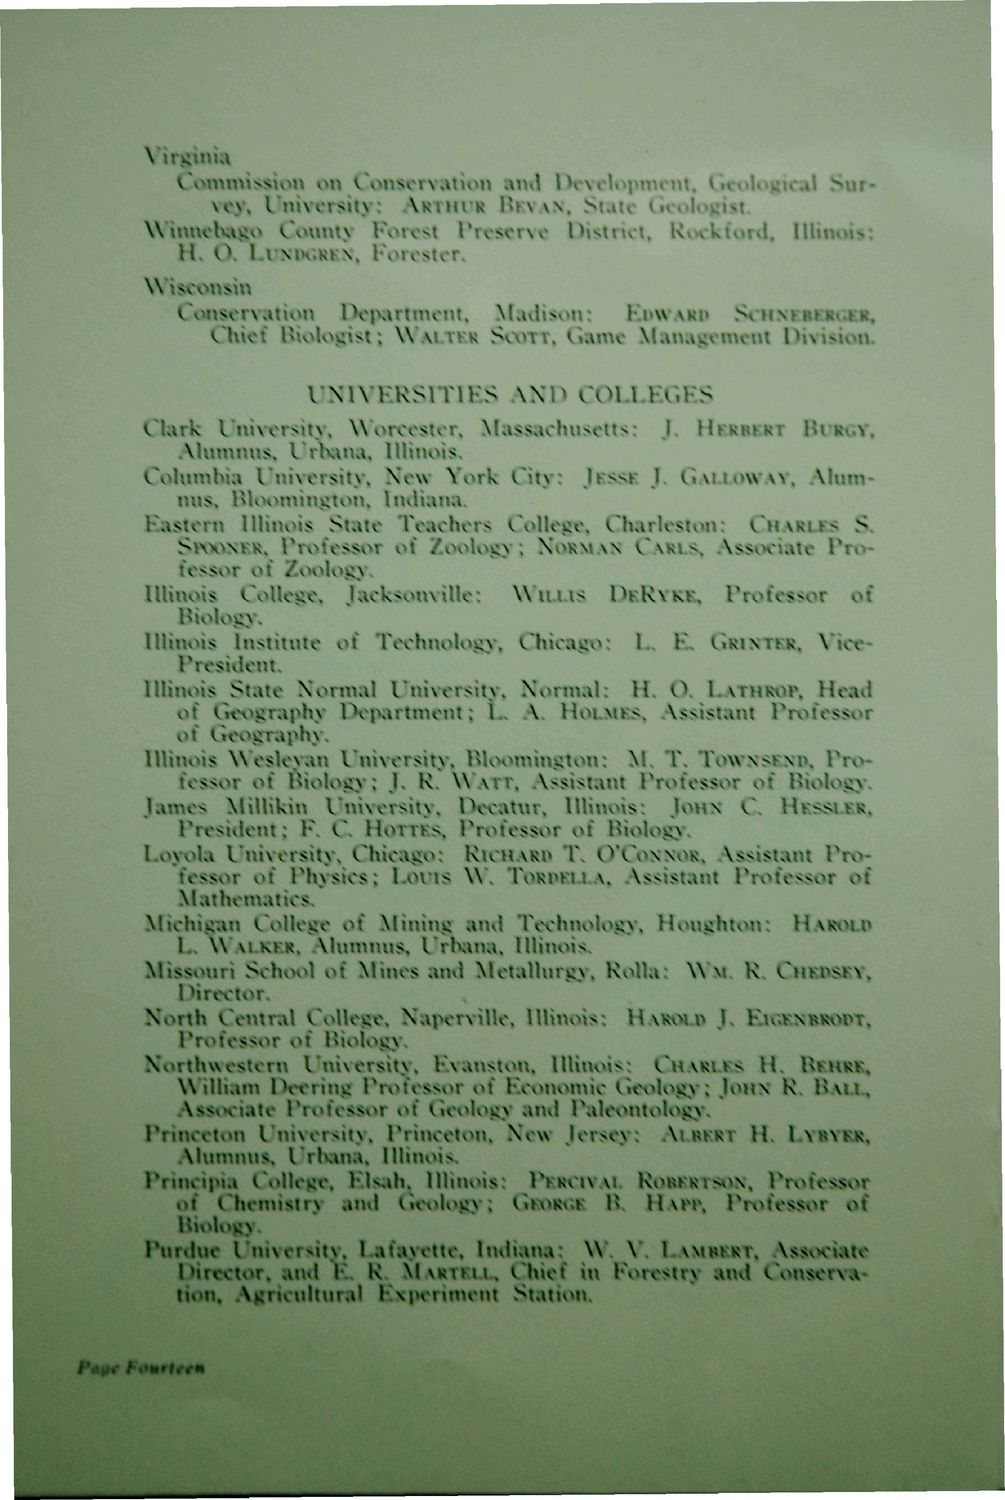 Virginia
Commission on Conservation and Development, Geological Sur-
vey, University: ARTHUR BEVAN, State Geologist.
Winnebago County Forest Preserve District, Rockford, Illinois:
H. O. LUNDGREN, Forester.
Wisconsin
Conservation Department, Madison: EDWARD SCHNEBERGER,
Chief Biologist; WALTER SCOTT, Game Management Division.
UNIVERSITIES AND COLLEGES
Clark University, Worcester, Massachusetts: J. HERBERT BURGY,
Alumnus, Urbana, Illinois.
Columbia University, New York City: JESSE J. GALLOWAY, Alum-
nus, Bloomington, Indiana.
Eastern Illinois State Teachers College, Charleston: CHARLES S.
SPOONER, Professor of Zoology; NORMAN CARLS, Associate Pro-
fessor of Zoology.
Illinois College, Jacksonville: WILLIS DERYKE, Professor of
Biology.
Illinois Institute of Technology, Chicago: L. E. GRINTER, Vice-
President.
Illinois State Normal University, Normal: H. O. LATHROP, Head
of Geography Department; L. A. HOLMES, Assistant Professor
of Geography.
Illinois Wesleyan University, Bloomington: M. T. TOWNSEND, Pro-
fessor of Biology; J. R. WATT, Assistant Professor of Biology.
James Millikin University, Decatur, Illinois: JOHN C. HESSLER,
President; F. C. HOTTES, Professor of Biology.
Loyola University, Chicago: RICHARD T. O'CONNOR, Assistant Pro-
fessor of Physics; LOUIS W. TORDELLA, Assistant Professor of
Mathematics.
Michigan College of Mining and Technology, Houghton: HAROLD
L. WALKER, Alumnus, Urbana, Illinois.
Missouri School of Mines and Metallurgy, Rolla: WM. R. CHEDSEY,
Director.
North Central College, Naperville, Illinois: HAROLD J. EIGENBRODT,
Professor of Biology.
Northwestern University, Evanston, Illinois: CHARLES H. BEHRE,
William Deering Professor of Economic Geology; JOHN R. BALL,
Associate Professor of Geology and Paleontology.
Princeton University, Princeton, New Jersey: ALBERT H. LYBYER,
Alumnus, Urbana, Illinois.
Principia College, Elsah, Illinois: PERCIVAL ROBERTSON, Professor
of Chemistry and Geology; GEORGE B. HAPP, Professor of
Biology.
Purdue University, Lafayette, Indiana: W. V. LAMBERT, Associate
Director, and E. R. MARTELL, Chief in Forestry and Conserva-
tion, Agricultural Experiment Station.
Page Fourteen